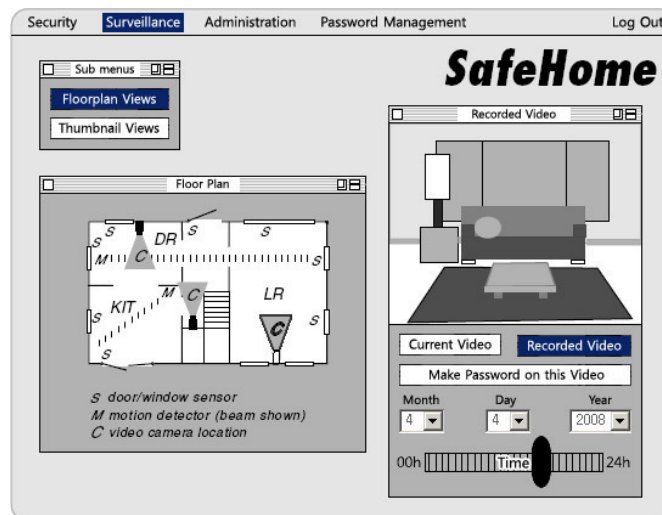 Security Surveillance Administration Password Management Log Out
SafeHome
Sub menus
Floorplan Views
Thumbnail Views
Recorded Video
Floor Plan
S S S
S DR
S
M C S
M C LR
KIT
S S
C
S
S door/window sensor
M motion detector (beam shown)
C video camera location
Current Video Recorded Video
Make Password on this Video
Month Day Year
4 4 2008
00h Time 24h